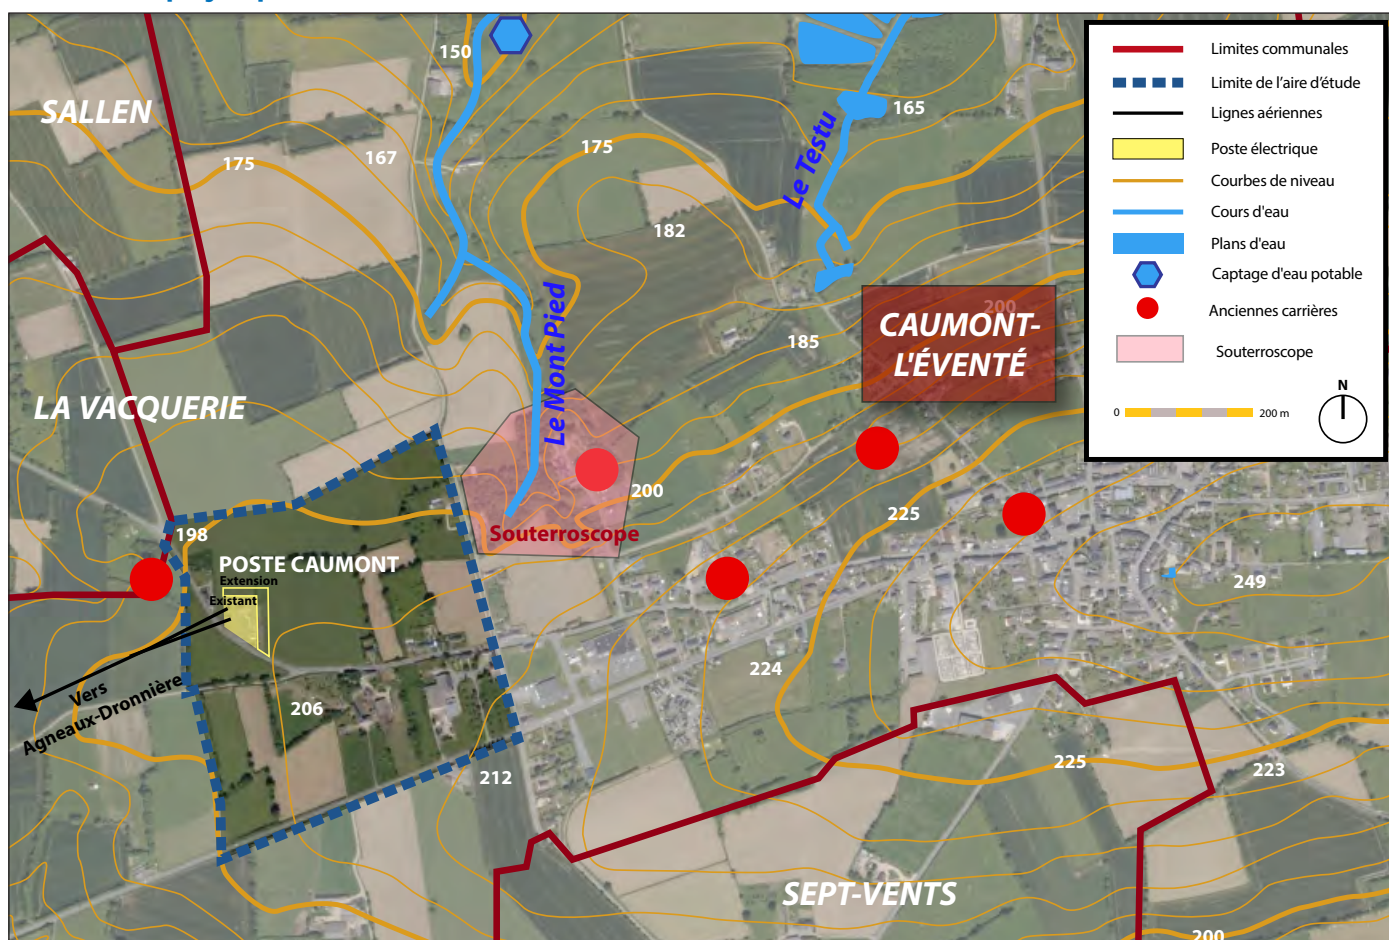 150
SALLEN
175
167
175
Le Testu
165
182
200
185
CAUMONT-
L'ÉVENTÉ
LA VACQUERIE
Le Mont Pied
200
Souterroscope
225
198
POSTE CAUMONT
Extension
Existant
249
224
Vers
Agneaux-Dronnière
206
212
225
223
SEPT-VENTS
200
Limites communales
Limite de l'aire d'étude
Lignes aériennes
Poste électrique
Courbes de niveau
Cours d'eau
Plans d'eau
Captage d'eau potable
Anciennes carrières
Souterroscope
N
0 200 m